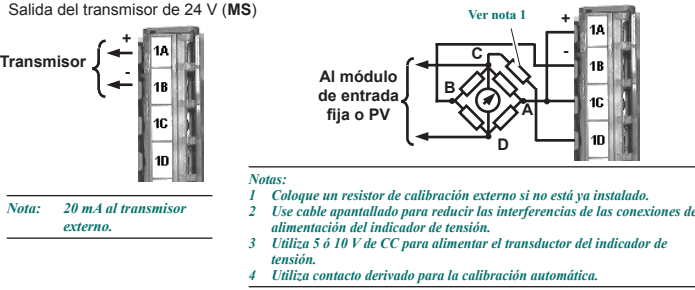 Salida del transmisor de 24 V (MS)
Transmisor
+
-
1A
1B
1C
1D
Nota: 20 mA al transmisor
externo.
Ver nota 1
Al módulo
de entrada
fija o PV
C
B
A
D
+
-
1A
1B
1C
1D
Notas:
1 Coloque un resistor de calibración externo si no está ya instalado.
2 Use cable apantallado para reducir las interferencias de las conexiones de
alimentación del indicador de tensión.
3 Utiliza 5 ó 10 V de CC para alimentar el transductor del indicador de
tensión.
4 Utiliza contacto derivado para la calibración automática.